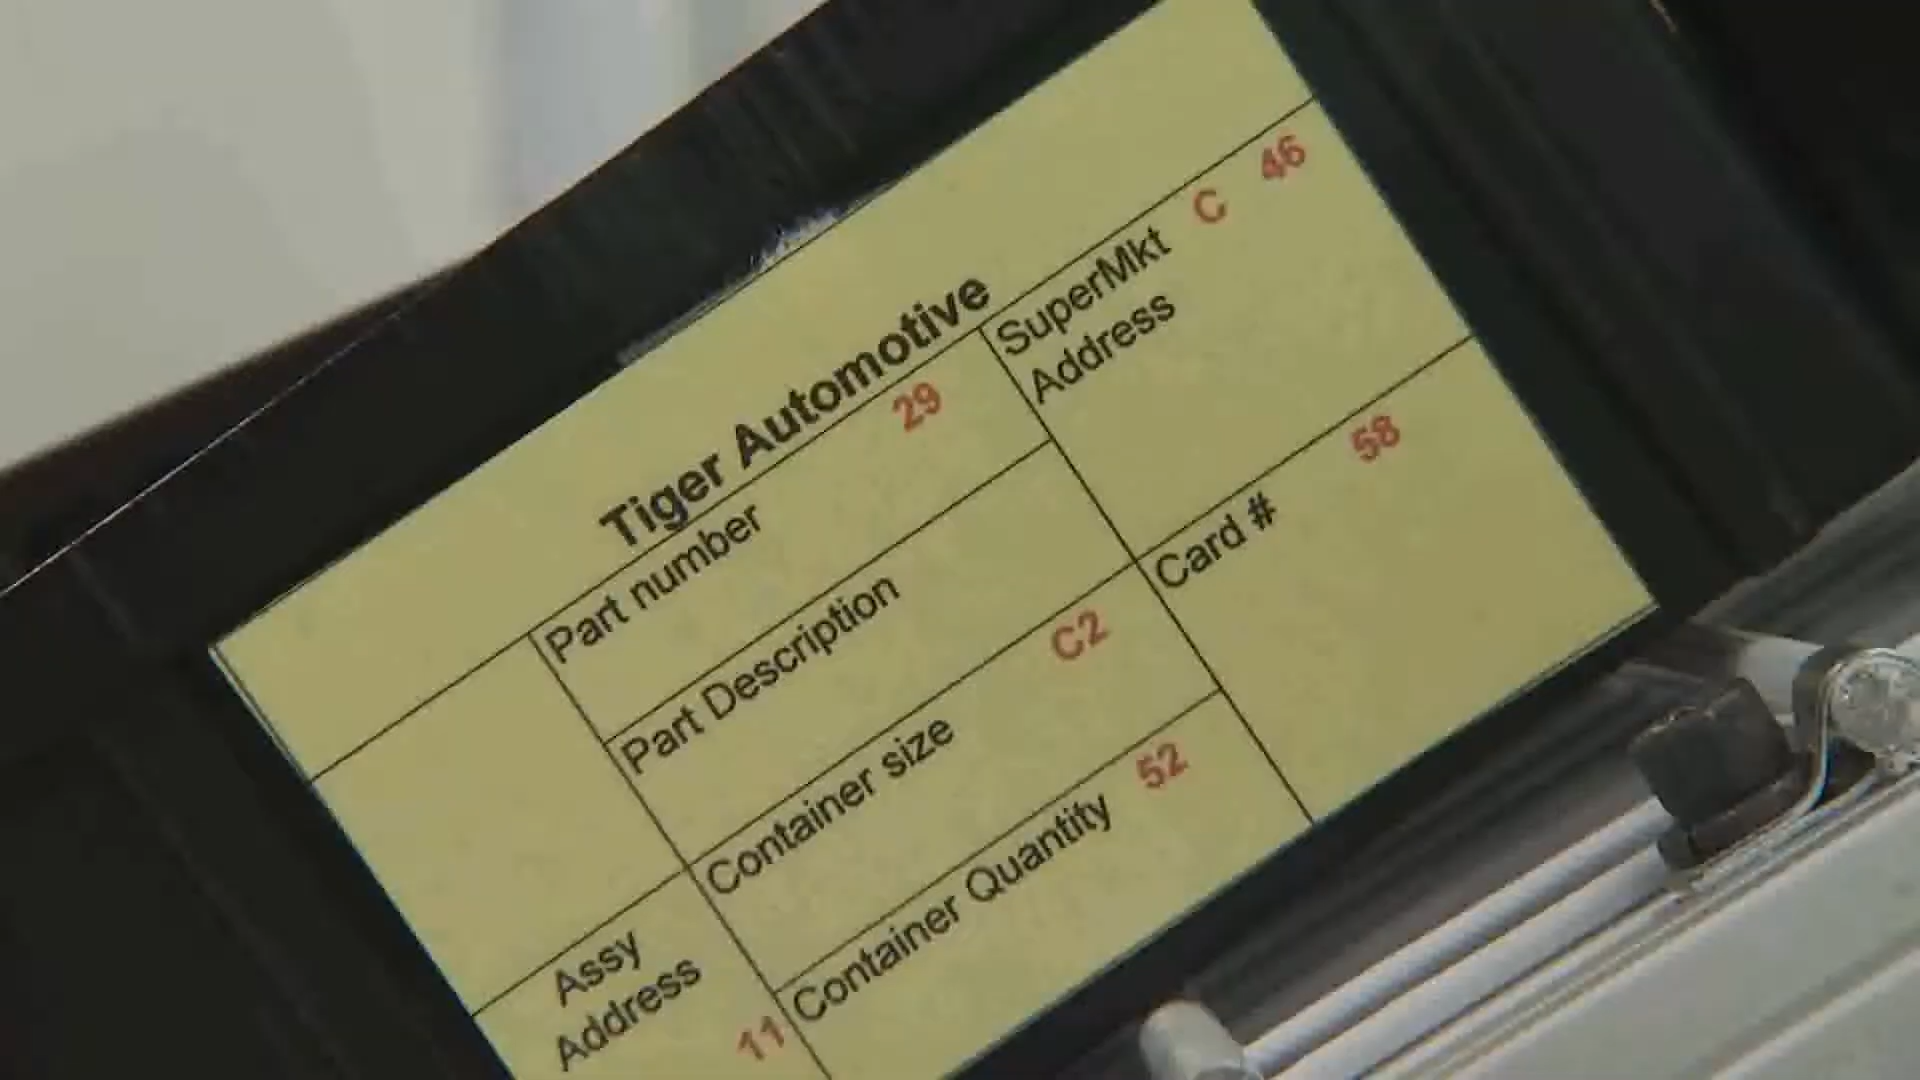 Tiger Automotive
Part number 29
SuperMkt C 46
Address
Part Description
Container size C2
Card # 58
Container Quantity 52
Assy
Address
11